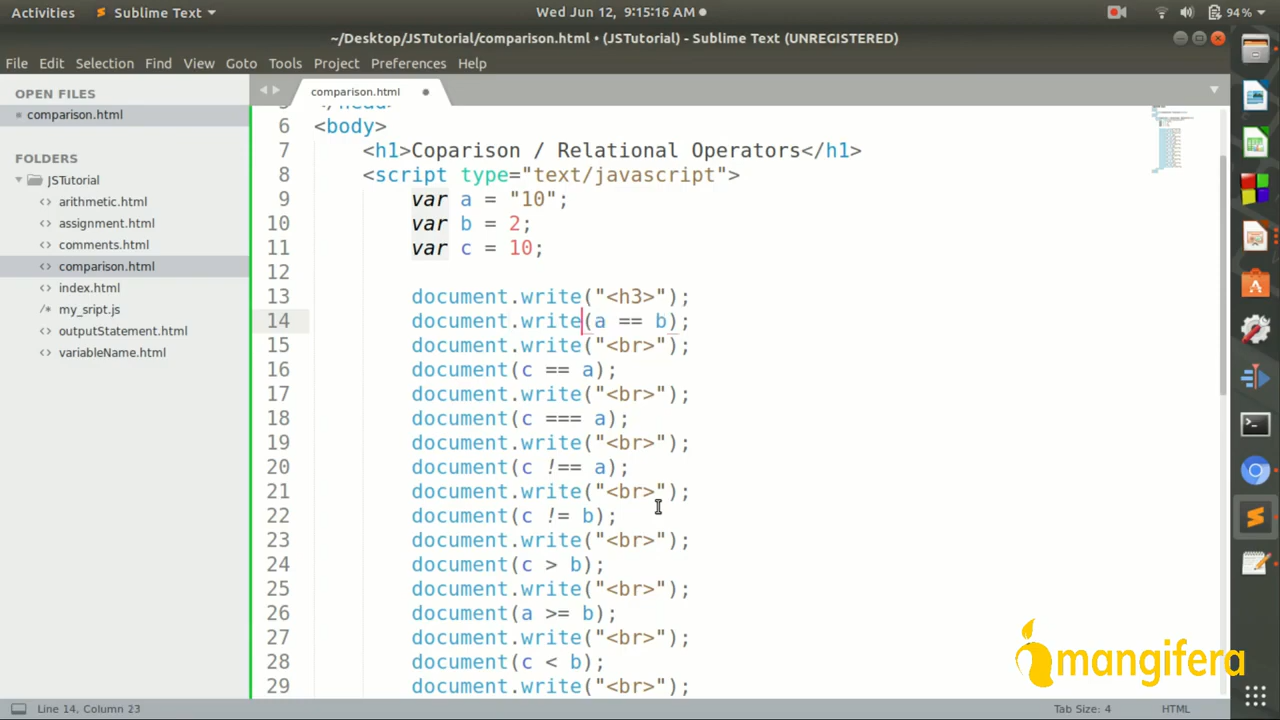 Activities Sublime Text Wed Jun 12, 9:15:16 AM 94%
~/Desktop/JSTutorial/comparison.html • (JSTutorial) - Sublime Text (UNREGISTERED)
File Edit Selection Find View Goto Tools Project Preferences Help
OPEN FILES
comparison.html
FOLDERS
JSTutorial
arithmetic.html
assignment.html
comments.html
comparison.html
index.html
my_sript.js
outputStatement.html
variableName.html
comparison.html
6 <body>
7 <h1>Coparison / Relational Operators</h1>
8 <script type="text/javascript">
9 var a = "10";
10 var b = 2;
11 var c = 10;
12
13 document.write("<h3>");
14 document.write(a == b);
15 document.write("<br>");
16 document(c == a);
17 document.write("<br>");
18 document(c === a);
19 document.write("<br>");
20 document(c !== a);
21 document.write("<br>");
22 document(c != b);
23 document.write("<br>");
24 document(c > b);
25 document.write("<br>");
26 document(a >= b);
27 document.write("<br>");
28 document(c < b);
29 document.write("<br>");
mangifera
Line 14, Column 23 Tab Size: 4 HTML